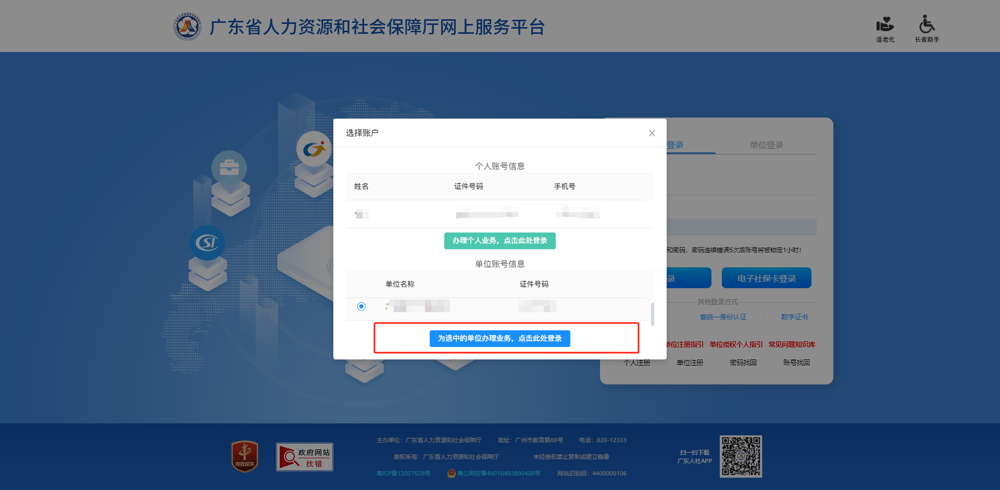 广东省人力资源和社会保障厅网上服务平台
适老化
长者助手
选择账户
X
登录
单位登录
个人账号信息
姓名 证件号码 手机号
*
办理个人业务，点击此处登录
和密码，密码连续错误5次后账号将被锁定1小时！
单位账号信息
录
电子社保卡登录
单位名称 证件号码
其他登录方式
省统一身份认证
数字证书
为选中的单位办理业务，点击此处登录
单位注册指引 单位授权个人指引 常见问题知识库
个人注册 单位注册 密码找回 账号找回
CSI
党政机关
政府网站
找错
主办单位：广东省人力资源和社会保障厅 地址：广州市教育路88号 电话：020-12333
版权所有：广东省人力资源和社会保障厅 未经授权禁止复制或建立镜像
粤ICP备12027628号 粤公网安备44010402000400号 网站识别码：4400000106
扫一扫下载
广东人社APP